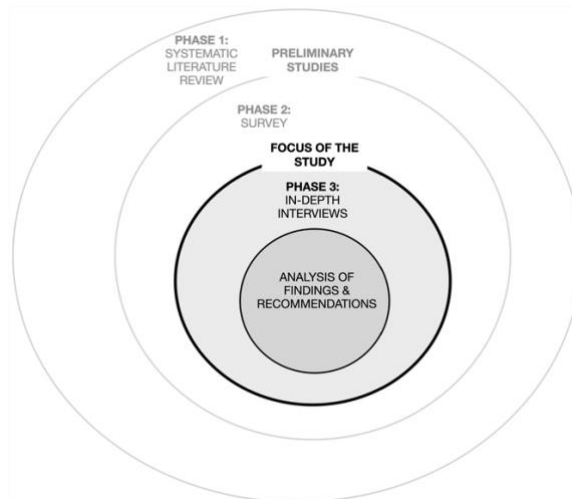 PHASE 1:
SYSTEMATIC
LITERATURE
REVIEW
PRELIMINARY
STUDIES
PHASE 2:
SURVEY
FOCUS OF THE
STUDY
PHASE 3:
IN-DEPTH
INTERVIEWS
ANALYSIS OF
FINDINGS &
RECOMMENDATIONS